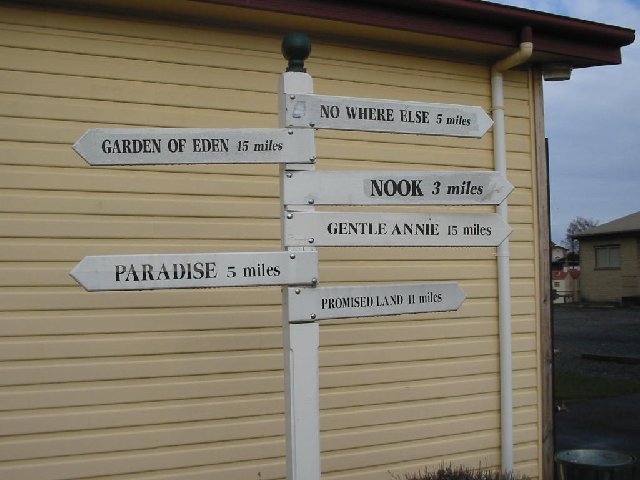 NO WHERE ELSE 5 miles
GARDEN OF EDEN 15 miles
NOOK 3 miles
GENTLE ANNIE 15 miles
PARADISE 5 miles
PROMISED LAND 11 miles